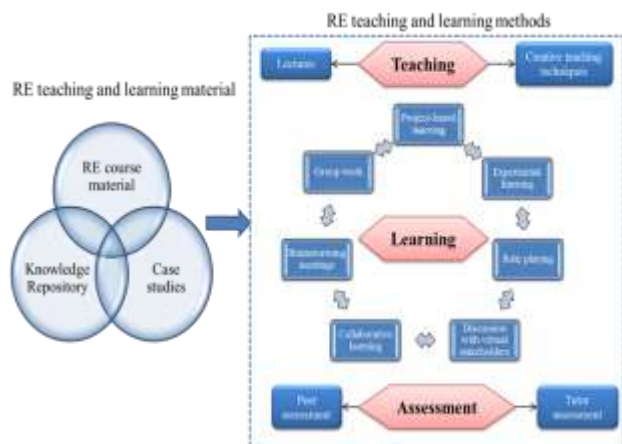 RE teaching and learning methods
Lectures
Teaching
Creative teaching
techniques
RE teaching and learning material
Project-based
learning
RE course
material
Group work
Experiential
learning
Knowledge
Repository
Case
studies
Brainstorming
meetings
Learning
Role playing
Collaborative
learning
Discussion
with virtual
stakeholders
Peer
assessment
Assessment
Tutor
assessment